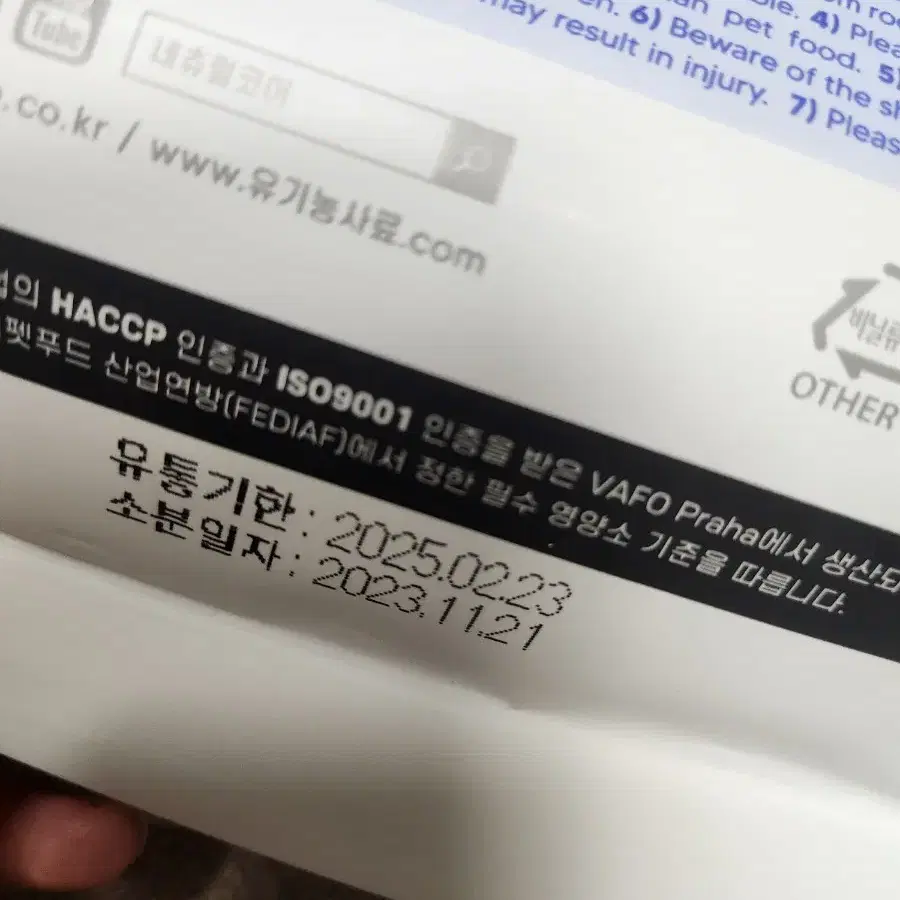 Tube
내츄럴코어
.co.kr / www.유기농사료.com
pet food. 5)
6) Beware of the sh
may result in injury. 7) Pleas
4) Plea
비닐류
OTHER
의 HACCP 인증과 ISO9001 인증을 받은 VAFO Praha에서 생산되
펫푸드 산업연방(FEDIAF)에서 정한 필수 영양소 기준을 따릅니다.
유통기한 : 2025.02.23
소분일자 : 2023.11.21